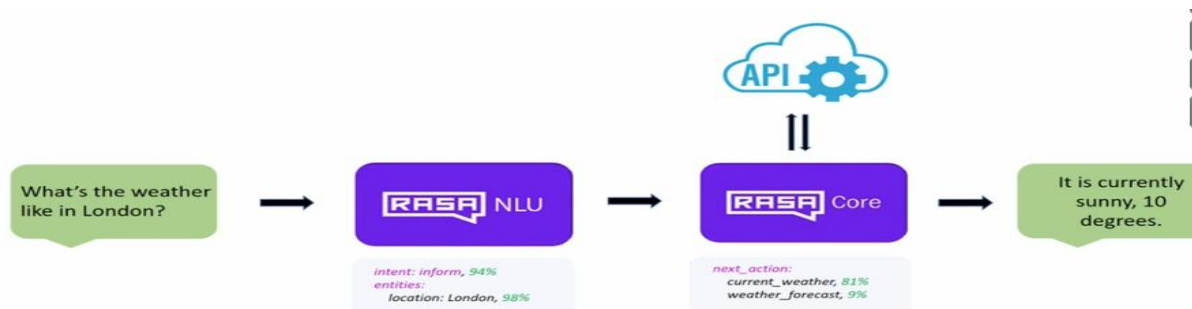 API
What's the weather
like in London?
RASA NLU
RASA Core
It is currently
sunny, 10
degrees.
intent: inform, 94%
entities:
location: London, 98%
next_action:
current_weather, 81%
weather_forecast, 9%